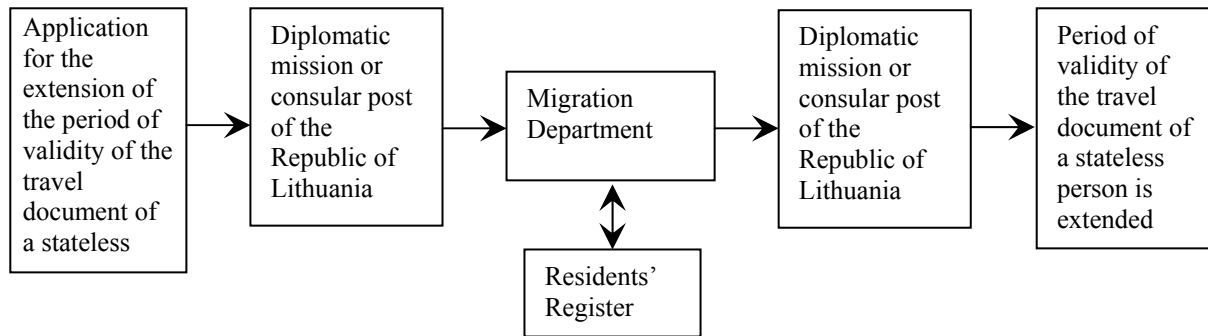 Application
for the
extension of
the period of
validity of the
travel
document of
a stateless
Diplomatic
mission or
consular post
of the
Republic of
Lithuania
Migration
Department
Residents’
Register
Diplomatic
mission or
consular post
of the
Republic of
Lithuania
Period of
validity of
the travel
document of
a stateless
person is
extended